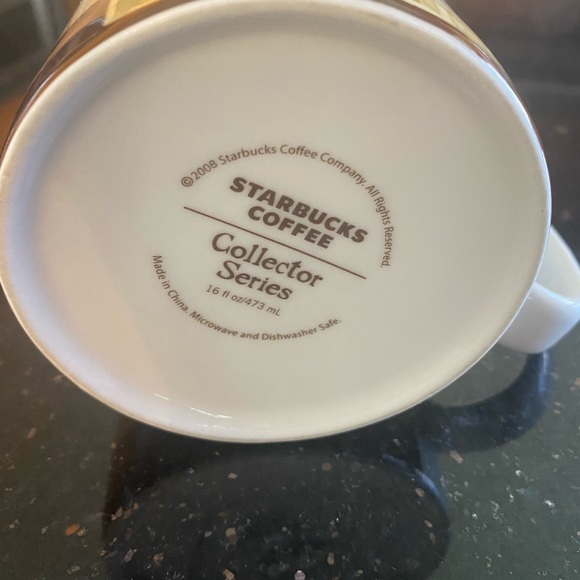 ©2008 Starbucks Coffee Company. All Rights Reserved.
STARBUCKS
COFFEE
Collector
Series
16 fl oz/473 mL
Made in China. Microwave and Dishwasher Safe.